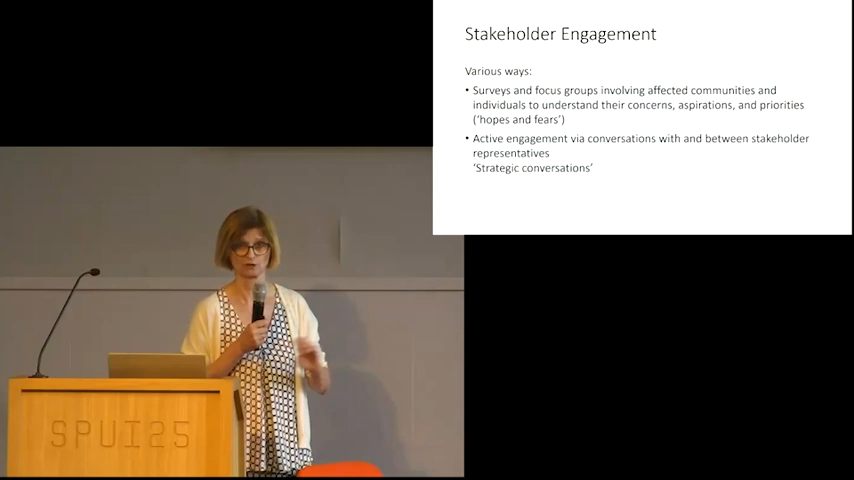 Stakeholder Engagement
Various ways:
• Surveys and focus groups involving affected communities and
individuals to understand their concerns, aspirations, and priorities
(‘hopes and fears’)
• Active engagement via conversations with and between stakeholder
representatives
‘Strategic conversations’
SPUI25